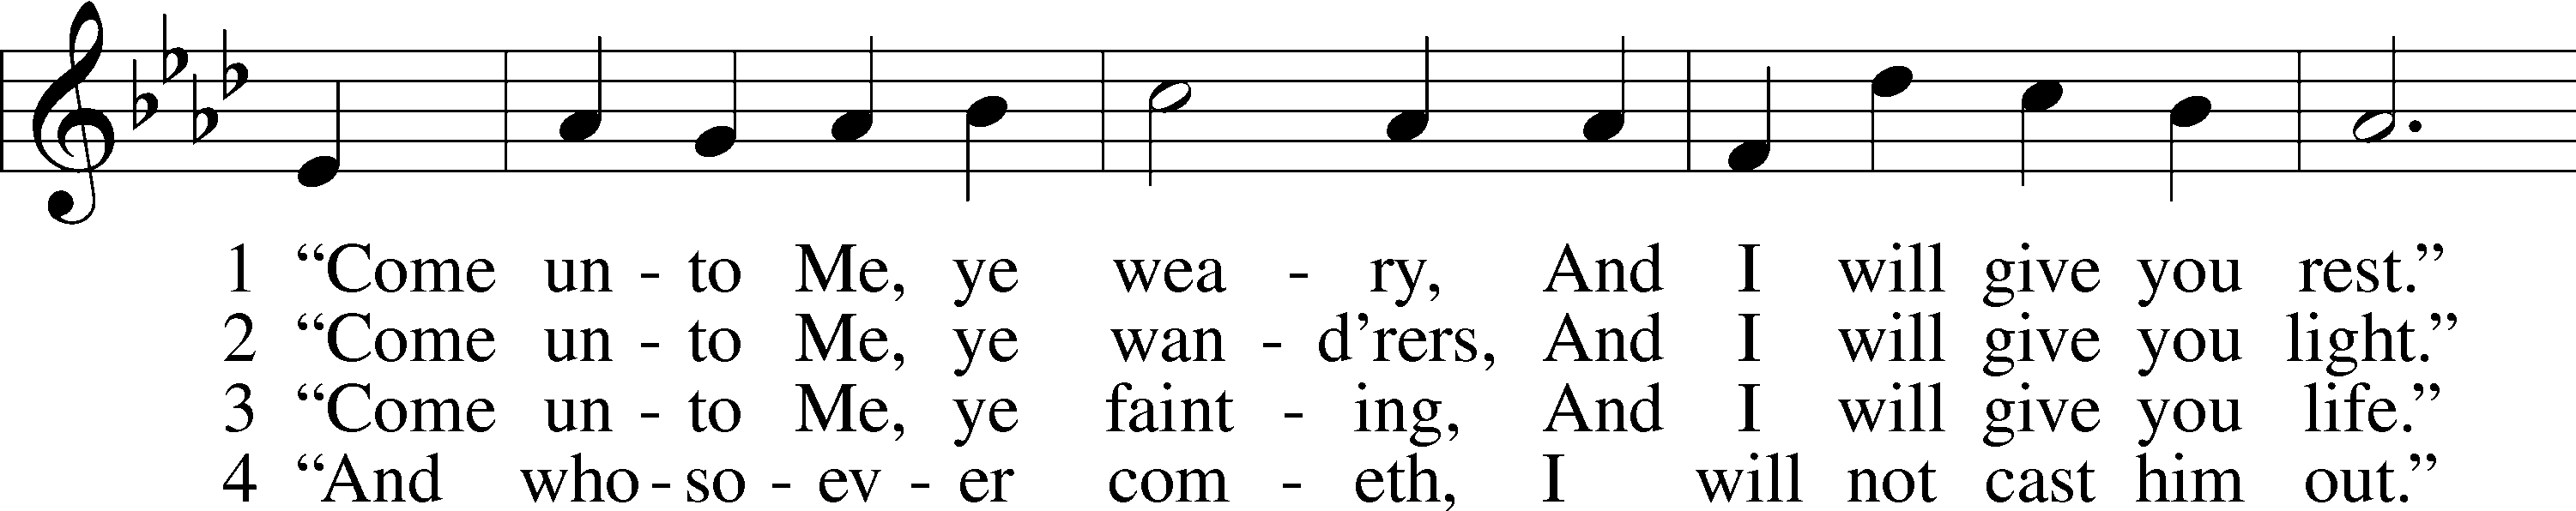 1 “Come un - to Me, ye wea - ry, And I will give you rest.”
2 “Come un - to Me, ye wan - d’rers, And I will give you light.”
3 “Come un - to Me, ye faint - ing, And I will give you life.”
4 “And who - so - ev - er com - eth, I will not cast him out.”